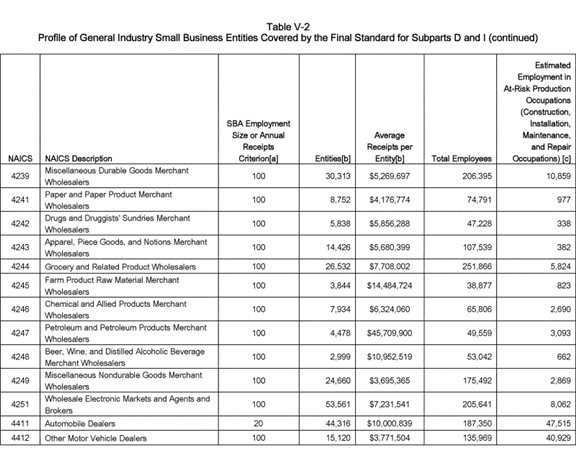 Table V-2
Profile of General Industry Small Business Entities Covered by the Final Standard for Subparts D and I (continued)
Estimated
Employment in
At-Risk Production
Occupations
(Construction,
SBA Employment Installation,
Size or Annual Average Maintenance,
Receipts Receipts per and Repair
NAICS NAICS Description Criterion[a] Entities[b] Entity[b] Total Employees Occupations) [c]
4239 Miscellaneous Durable Goods Merchant Wholesalers 100 30,313 $5,269,697 206,395 10,859
4241 Paper and Paper Product Merchant Wholesalers 100 8,752 $4,176,774 74,791 977
4242 Drugs and Druggists' Sundries Merchant Wholesalers 100 5,838 $5,856,288 47,228 338
4243 Apparel, Piece Goods, and Notions Merchant Wholesalers 100 14,426 $5,680,399 107,539 382
4244 Grocery and Related Product Wholesalers 100 26,532 $7,708,002 251,866 5,824
4245 Farm Product Raw Material Merchant Wholesalers 100 3,844 $14,484,724 38,877 823
4246 Chemical and Allied Products Merchant Wholesalers 100 7,934 $6,324,060 65,806 2,690
4247 Petroleum and Petroleum Products Merchant Wholesalers 100 4,478 $45,709,900 49,559 3,093
4248 Beer, Wine, and Distilled Alcoholic Beverage Merchant Wholesalers 100 2,999 $10,952,519 53,042 662
4249 Miscellaneous Nondurable Goods Merchant Wholesalers 100 24,660 $3,695,365 175,492 2,869
4251 Wholesale Electronic Markets and Agents and Brokers 100 53,561 $7,231,541 205,641 8,062
4411 Automobile Dealers 20 44,316 $10,000,839 187,350 47,515
4412 Other Motor Vehicle Dealers 100 15,120 $3,771,504 135,969 40,929